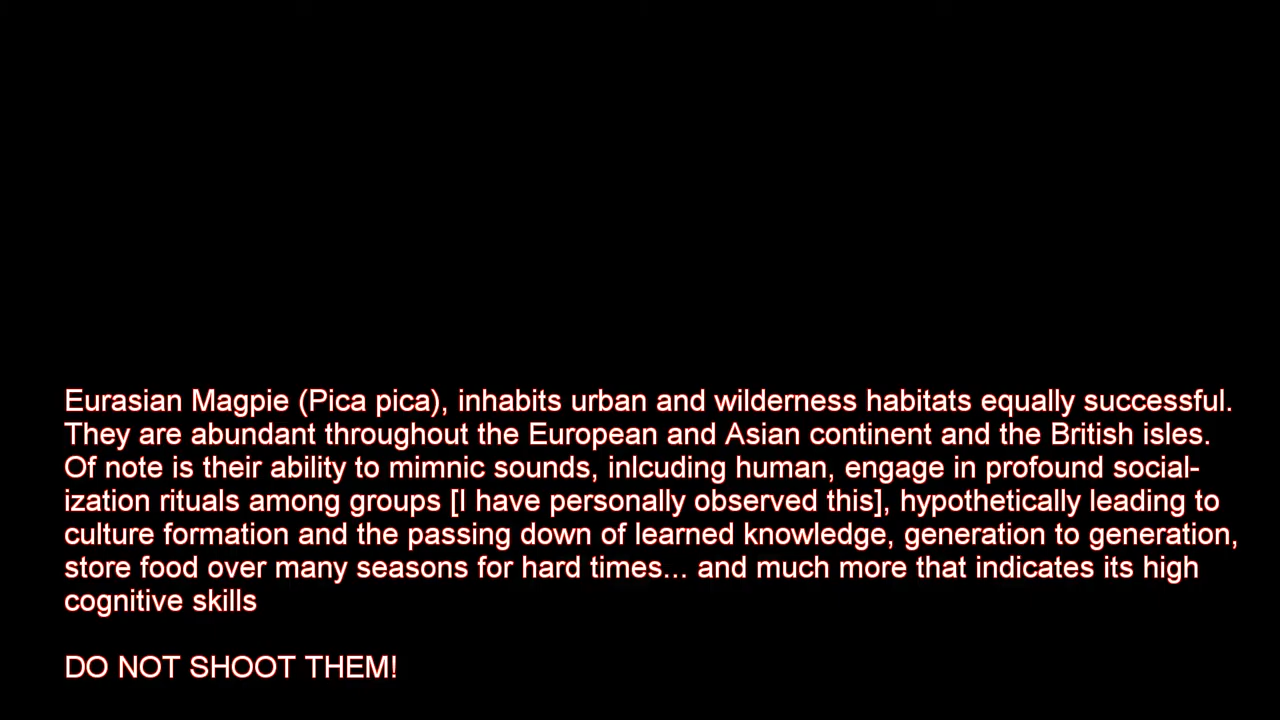 Eurasian Magpie (Pica pica), inhabits urban and wilderness habitats equally successful.
They are abundant throughout the European and Asian continent and the British isles.
Of note is their ability to mimnic sounds, inlcuding human, engage in profound social-
ization rituals among groups [I have personally observed this], hypothetically leading to
culture formation and the passing down of learned knowledge, generation to generation,
store food over many seasons for hard times... and much more that indicates its high
cognitive skills
DO NOT SHOOT THEM!